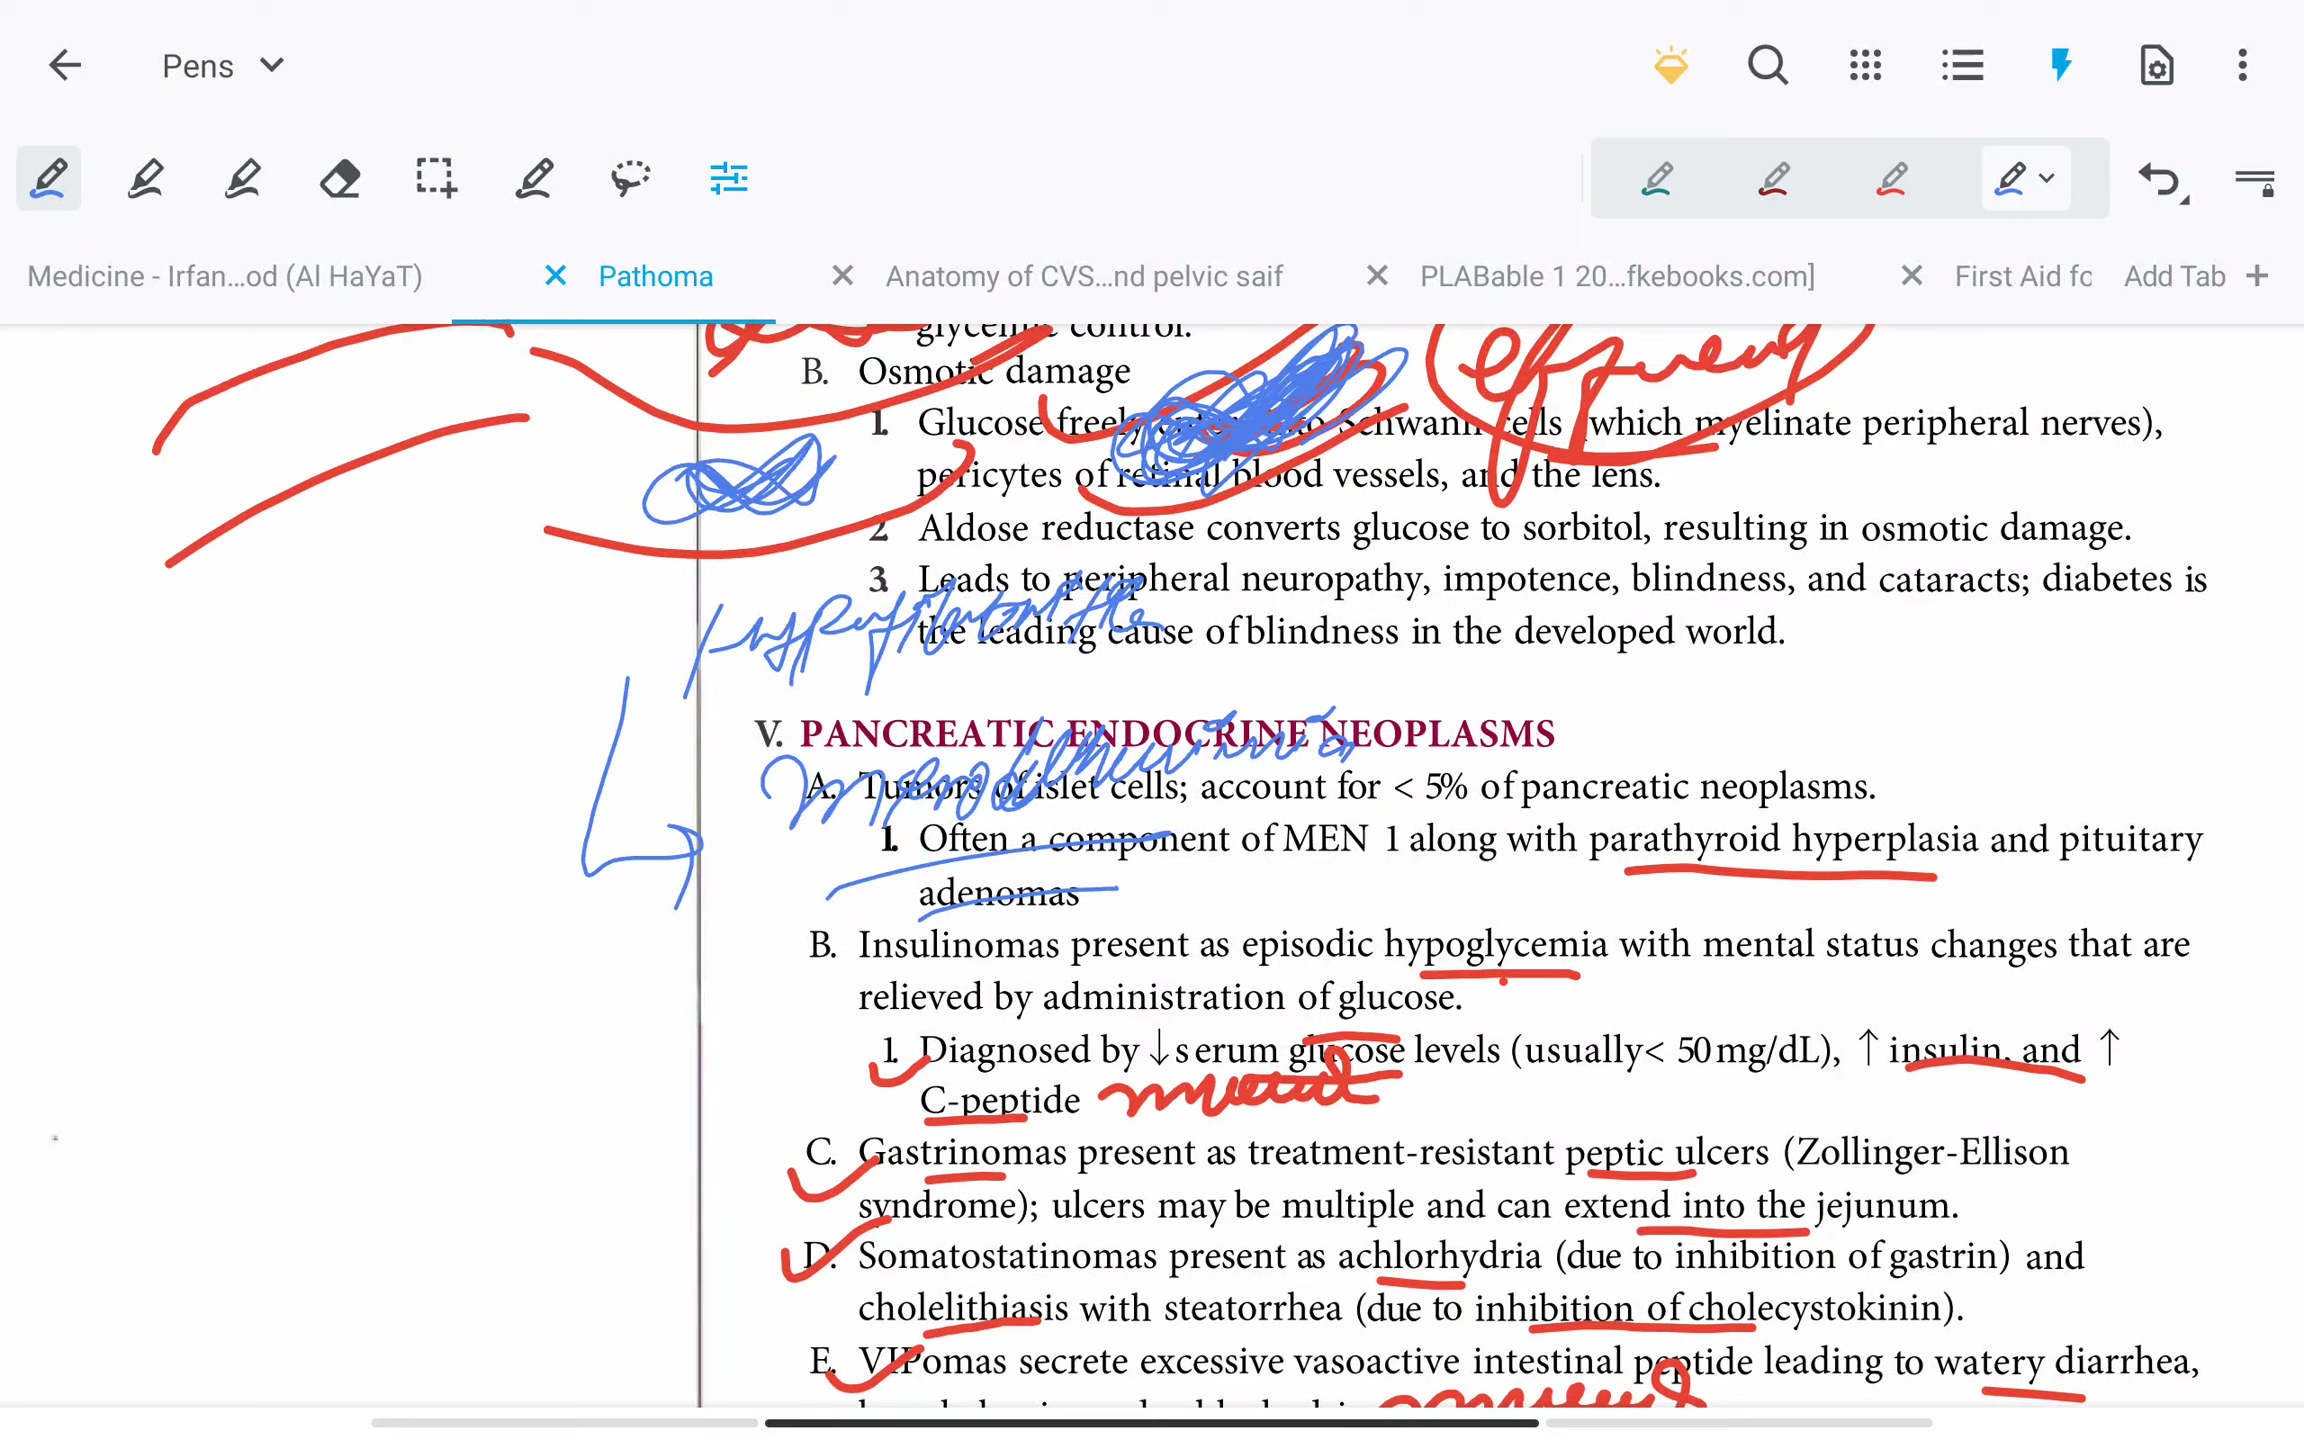 Pens
Medicine - Irfan...od (Al HaYaT)
Pathoma
Anatomy of CVS...nd pelvic saif
PLABable 1 20...fkebooks.com]
First Aid fo
Add Tab
glycemic control.
B. Osmotic damage
efferent
1. Glucose freely into Schwann cells (which myelinate peripheral nerves),
pericytes of retinal blood vessels, and the lens.
2 Aldose reductase converts glucose to sorbitol, resulting in osmotic damage.
3 Leads to peripheral neuropathy, impotence, blindness, and cataracts; diabetes is
the leading cause of blindness in the developed world.
V. PANCREATIC ENDOCRINE NEOPLASMS
A. Tumors of islet cells; account for < 5% of pancreatic neoplasms.
1. Often a component of MEN 1 along with parathyroid hyperplasia and pituitary
adenomas
B. Insulinomas present as episodic hypoglycemia with mental status changes that are
relieved by administration of glucose.
1. Diagnosed by ↓ serum glucose levels (usually< 50 mg/dL), ↑ insulin, and ↑
C-peptide
C. Gastrinomas present as treatment-resistant peptic ulcers (Zollinger-Ellison
syndrome); ulcers may be multiple and can extend into the jejunum.
D. Somatostatinomas present as achlorhydria (due to inhibition of gastrin) and
cholelithiasis with steatorrhea (due to inhibition of cholecystokinin).
E. VIPomas secrete excessive vasoactive intestinal peptide leading to watery diarrhea,